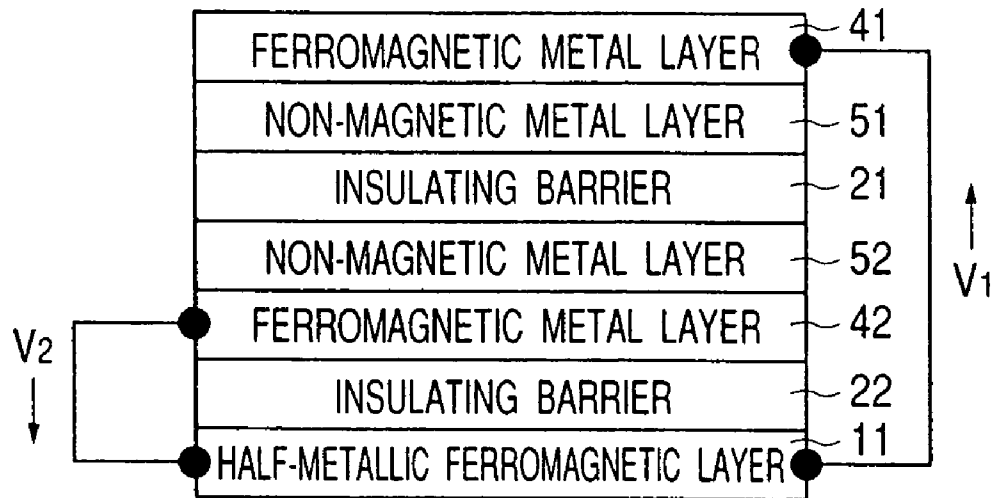 FERROMAGNETIC METAL LAYER 41
NON-MAGNETIC METAL LAYER 51
INSULATING BARRIER 21
NON-MAGNETIC METAL LAYER 52
V1
FERROMAGNETIC METAL LAYER 42
V2
INSULATING BARRIER 22
HALF-METALLIC FERROMAGNETIC LAYER 11